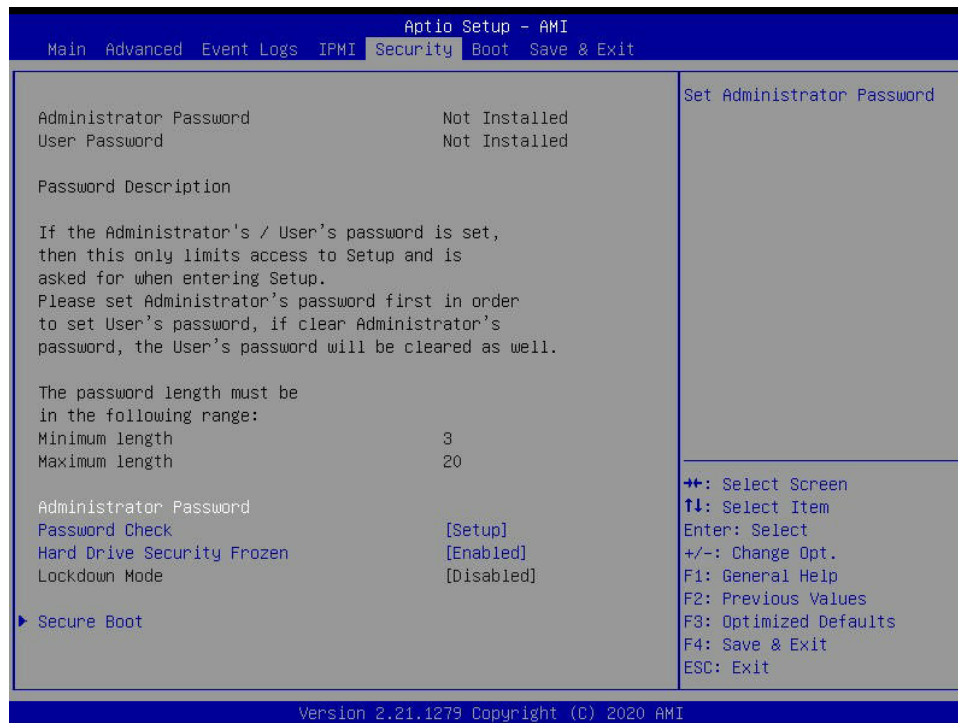 Aptio Setup – AMI
Main Advanced Event Logs IPMI Security Boot Save & Exit
Administrator Password Not Installed
User Password Not Installed
Password Description
If the Administrator's / User's password is set,
then this only limits access to Setup and is
asked for when entering Setup.
Please set Administrator's password first in order
to set User's password, if clear Administrator's
password, the User's password will be cleared as well.
The password length must be
in the following range:
Minimum length 3
Maximum length 20
Administrator Password
Password Check [Setup]
Hard Drive Security Frozen [Enabled]
Lockdown Mode [Disabled]
Secure Boot
Set Administrator Password
→←: Select Screen
↑↓: Select Item
Enter: Select
+/-: Change Opt.
F1: General Help
F2: Previous Values
F3: Optimized Defaults
F4: Save & Exit
ESC: Exit
Version 2.21.1279 Copyright (C) 2020 AMI